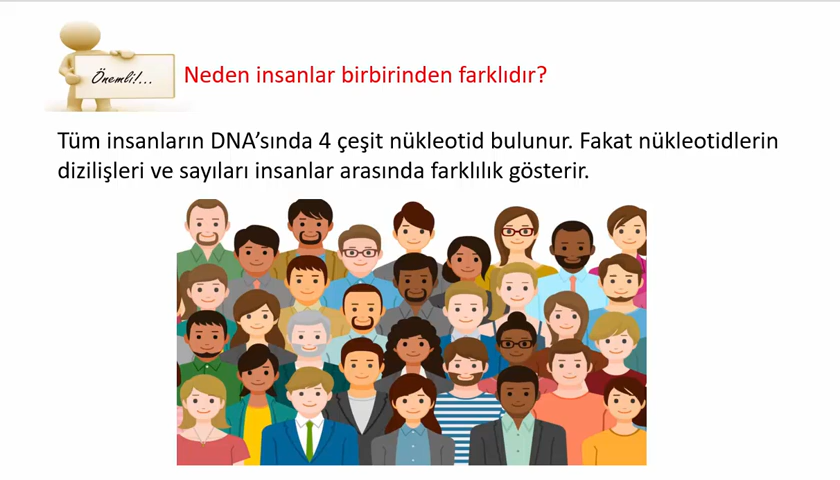 Önemli!...
Neden insanlar birbirinden farklıdır?
Tüm insanların DNA’sında 4 çeşit nükleotid bulunur. Fakat nükleotidlerin
dizilişleri ve sayıları insanlar arasında farklılık gösterir.